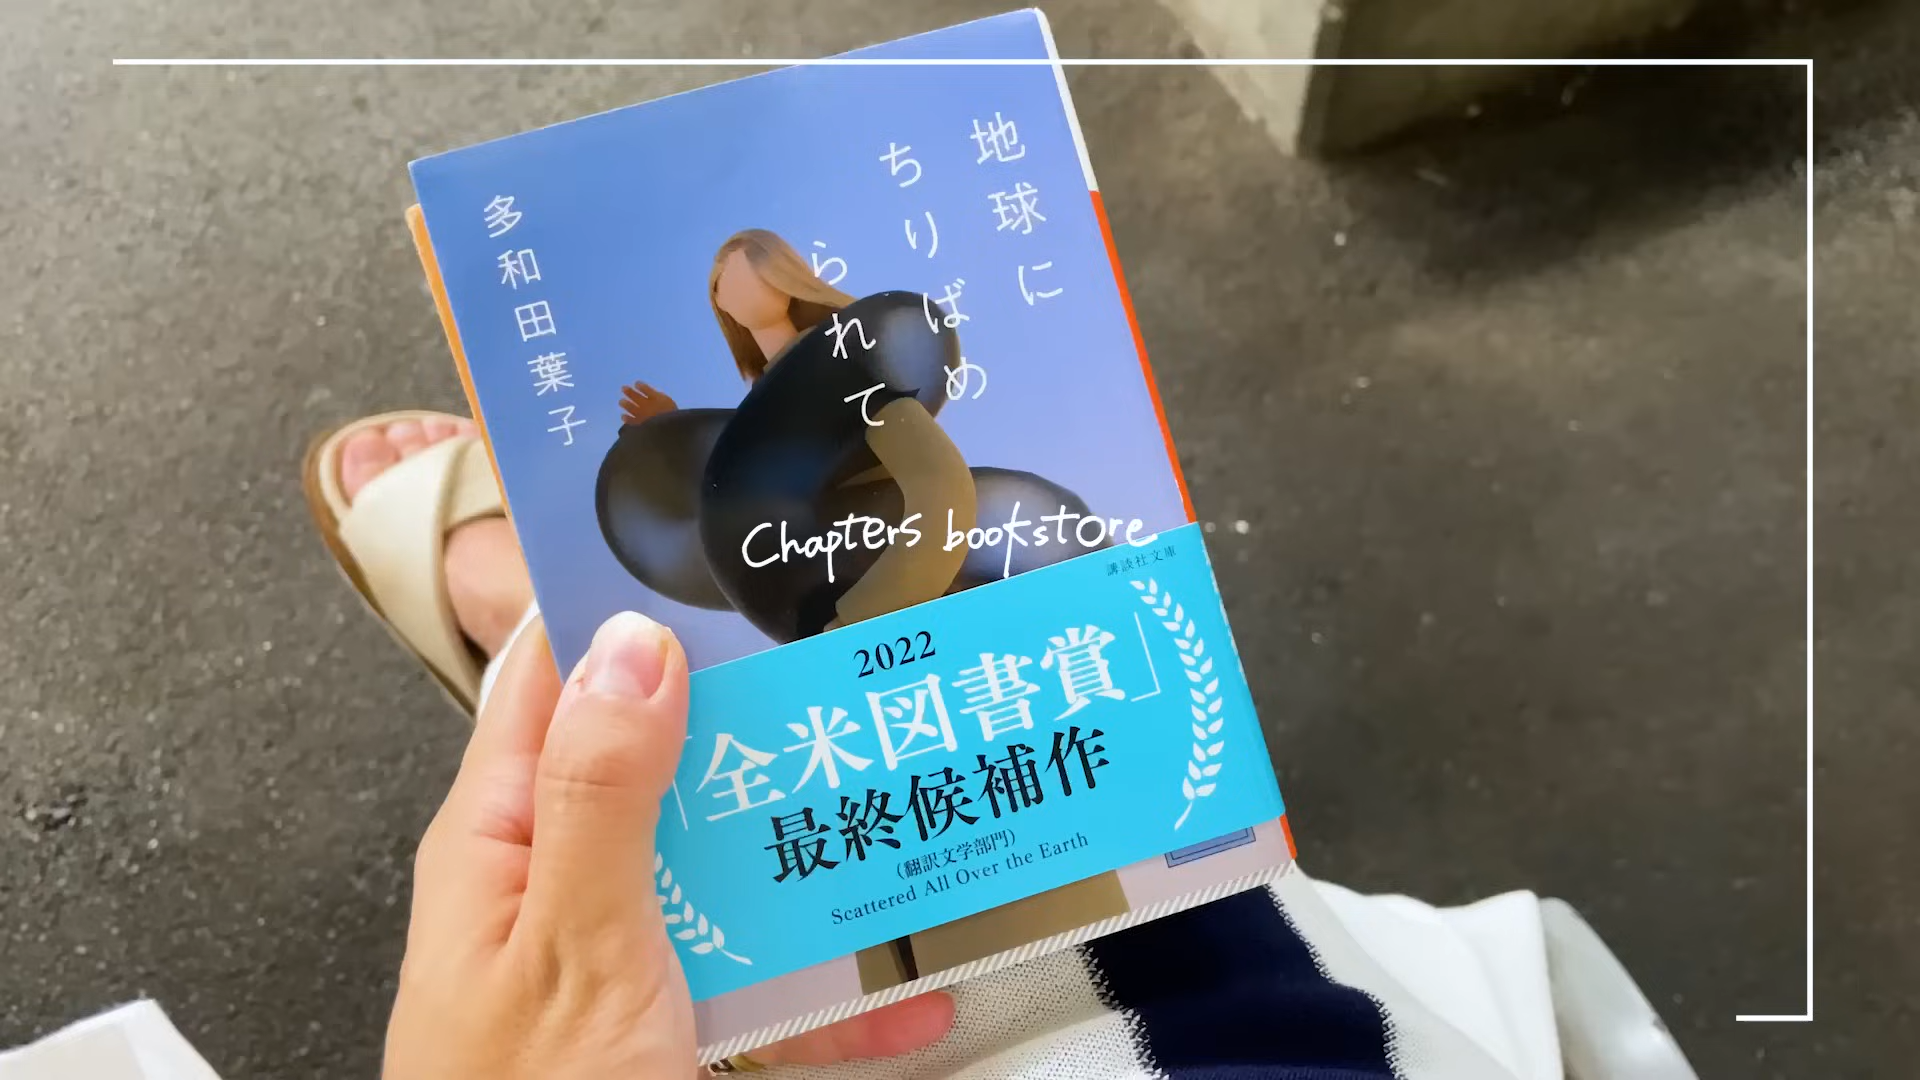 地球に
ちりばめ
られて
多和田葉子
Chapters bookstore
講談社文庫
2022
「全米図書賞」
最終候補作
（翻訳文学部門）
Scattered All Over the Earth